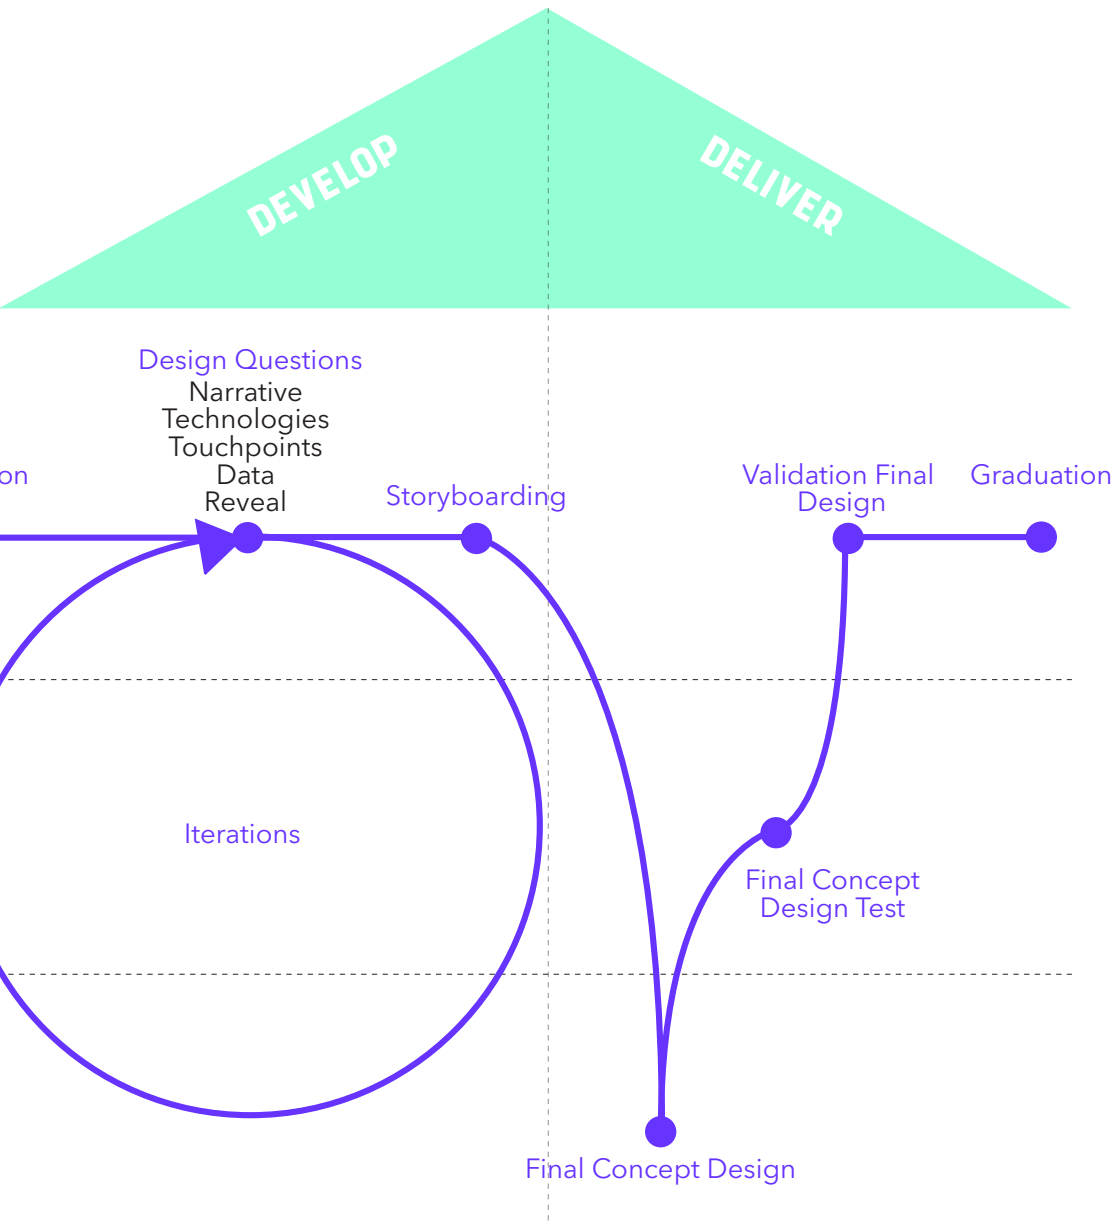 DEVELOP
DELIVER
Design Questions
Narrative
Technologies
Touchpoints
Data
Reveal
on
Storyboarding
Validation Final
Design
Graduation
Iterations
Final Concept
Design Test
Final Concept Design